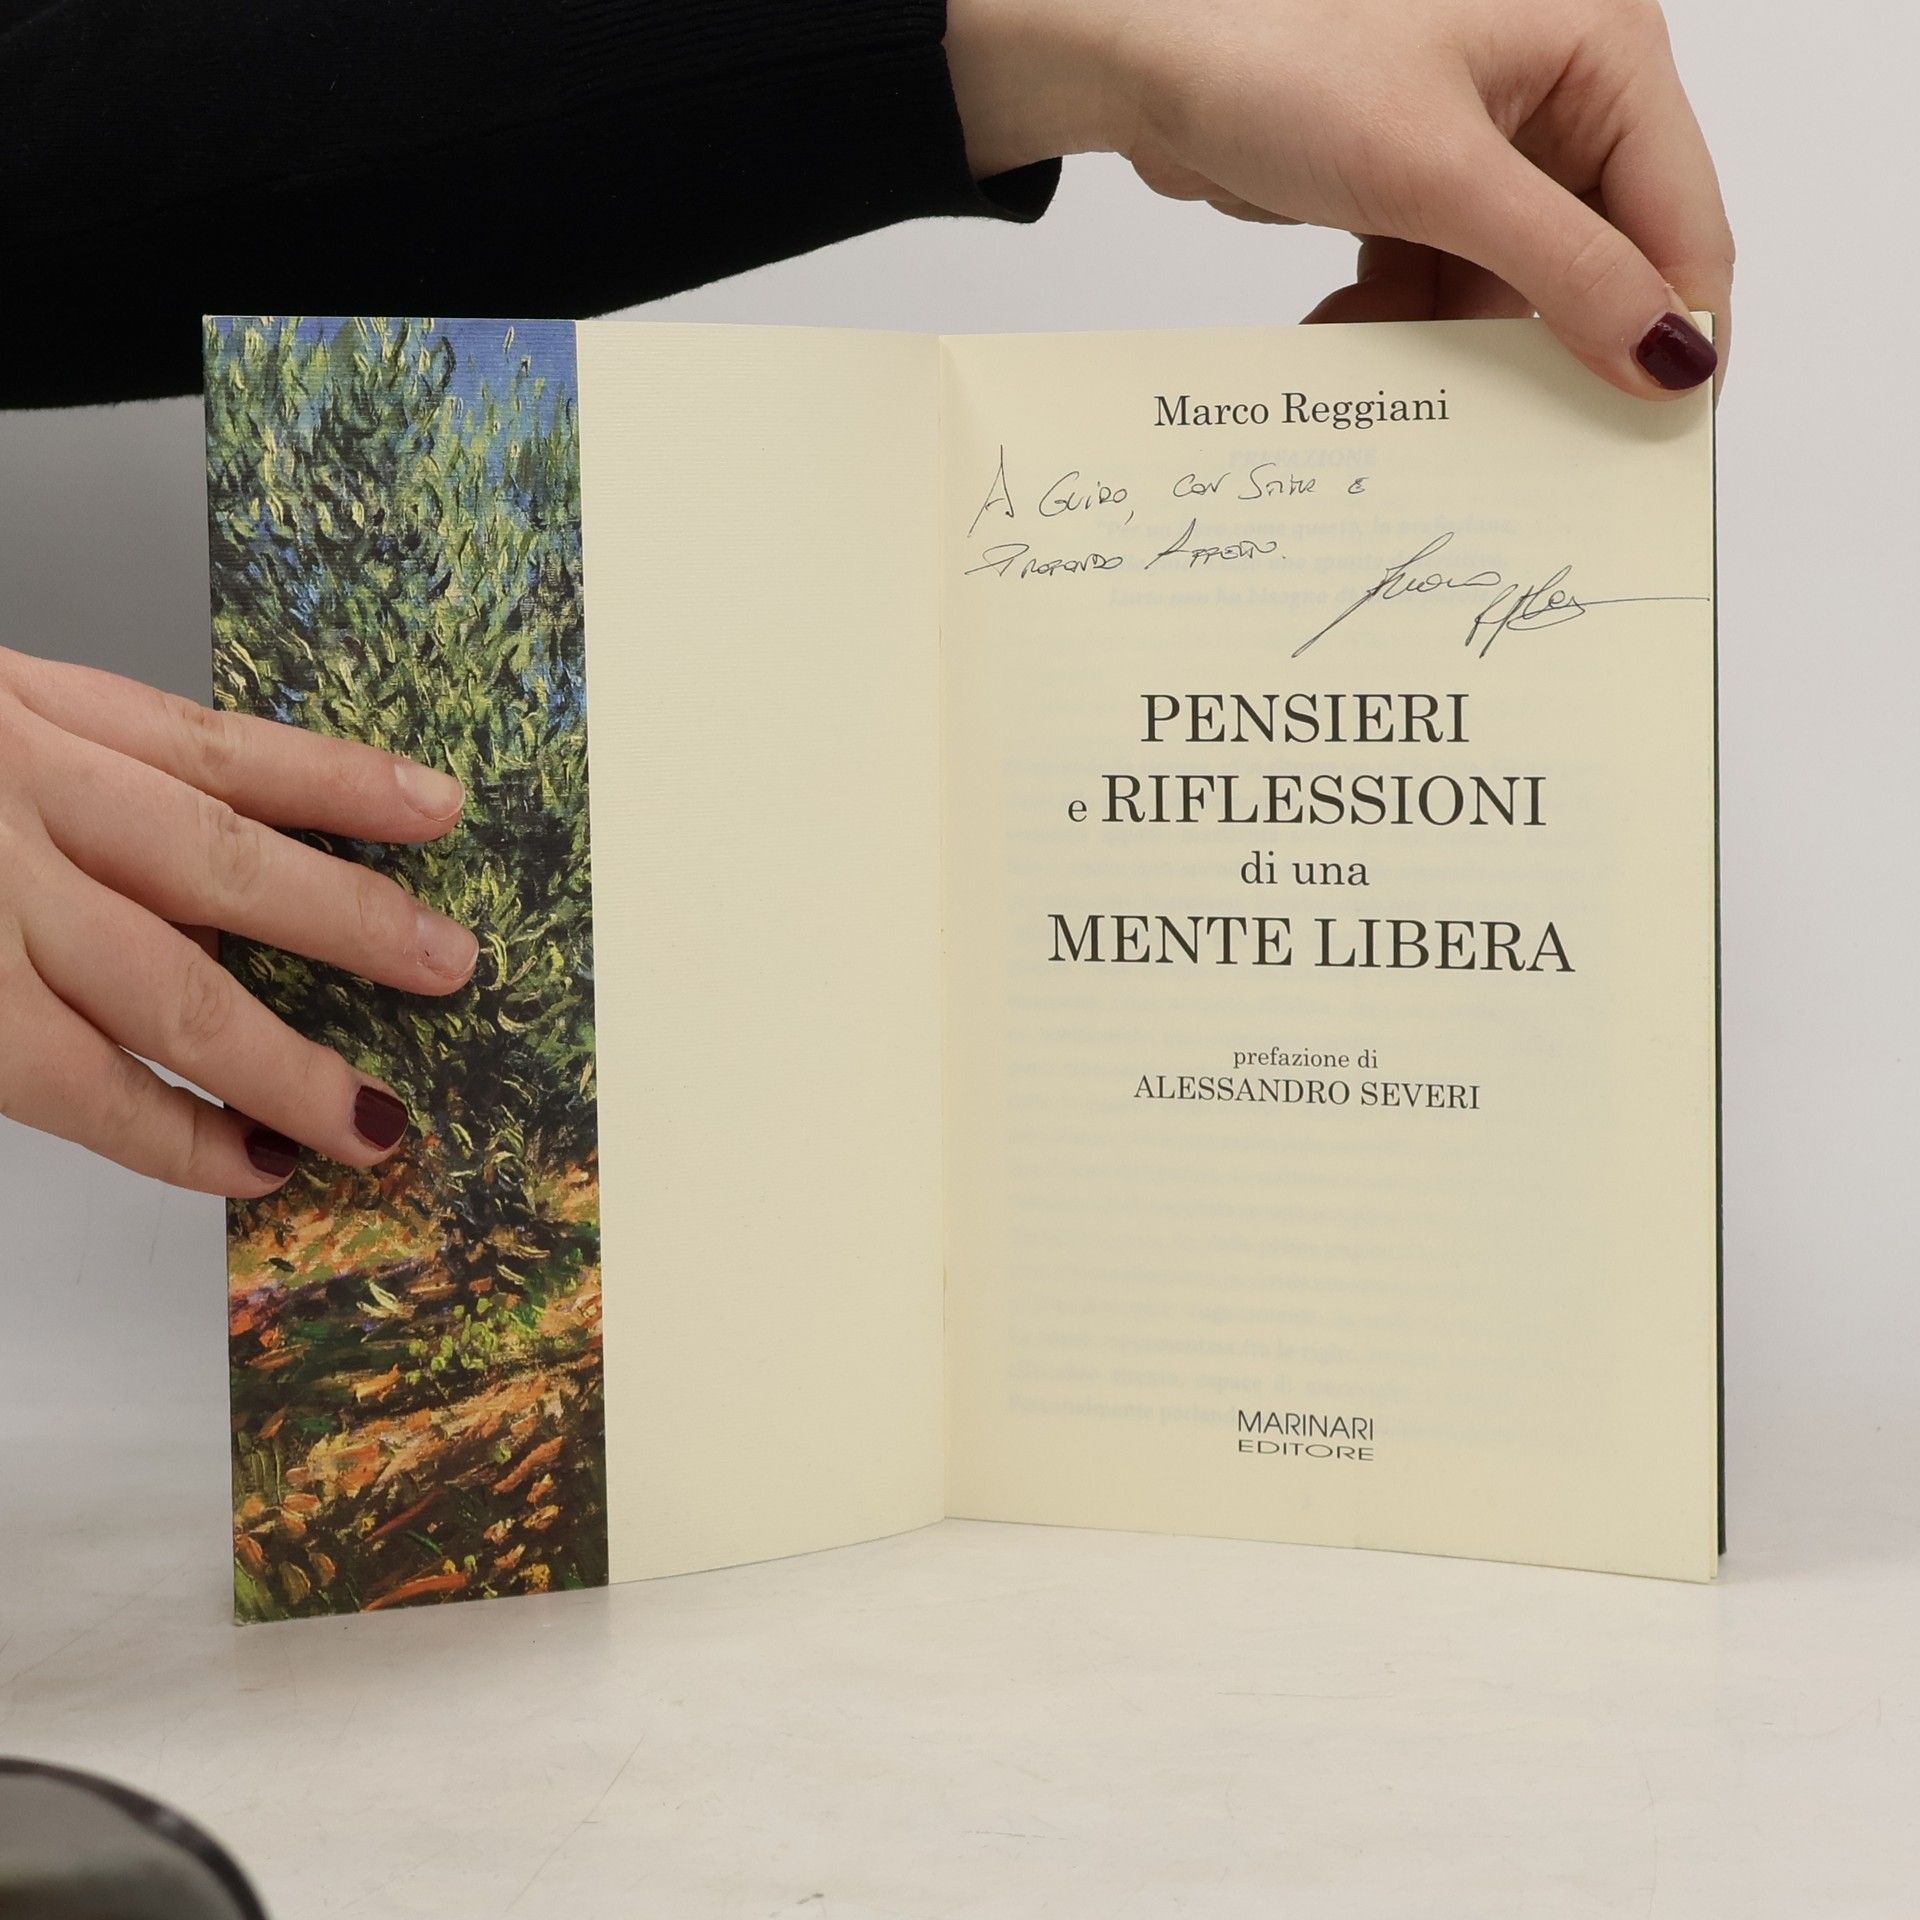 Marco Reggiani
A Guido, con Stima e
Profondo Affetto.
PENSIERI
e RIFLESSIONI
di una
MENTE LIBERA
prefazione di
ALESSANDRO SEVERI
MARINARI
EDITORE